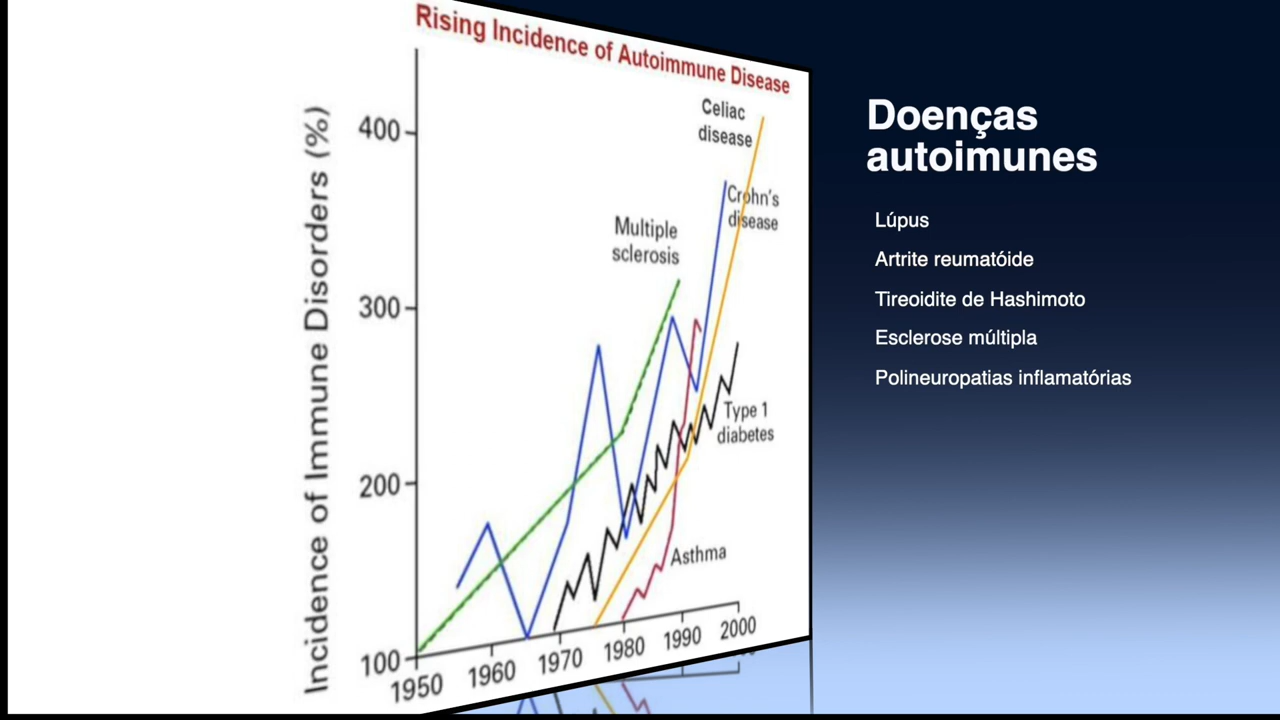 Rising Incidence of Autoimmune Disease
Incidence of Immune Disorders (%)
400
300
200
100
1950
1960
1970
1980
1990
2000
Celiac
disease
Crohn's
disease
Multiple
sclerosis
Type 1
diabetes
Asthma
Doenças
autoimunes
Lúpus
Artrite reumatóide
Tireoidite de Hashimoto
Esclerose múltipla
Polineuropatias inflamatórias